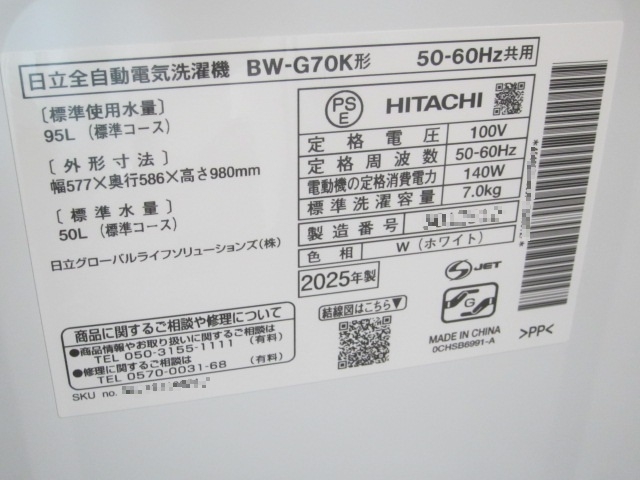 日立全自動電気洗濯機 BW-G70K形 50-60Hz共用
［標準使用水量］
95L（標準コース）
［外形寸法］
幅577×奥行586×高さ980mm
［標準水量］
50L（標準コース）
日立グローバルライフソリューションズ(株)
PS
E
HITACHI
定格電圧 100V
定格周波数 50-60Hz
電動機の定格消費電力 140W
標準洗濯容量 7.0kg
製造番号
色相 W（ホワイト）
2025年製
S-JET
結線図はこちら▼
G
MADE IN CHINA
0CHSB6991-A
>PP<
商品に関するご相談や修理について
●商品情報やお取り扱いに関するご相談は
TEL 050-3155-1111（有料）
●修理に関するご相談は
TEL 0570-0031-68（有料）
SKU no.